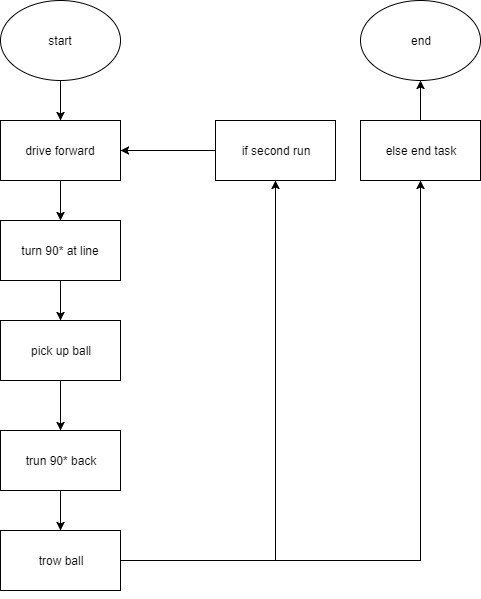 start
end
drive forward
if second run
else end task
turn 90* at line
pick up ball
trun 90* back
trow ball